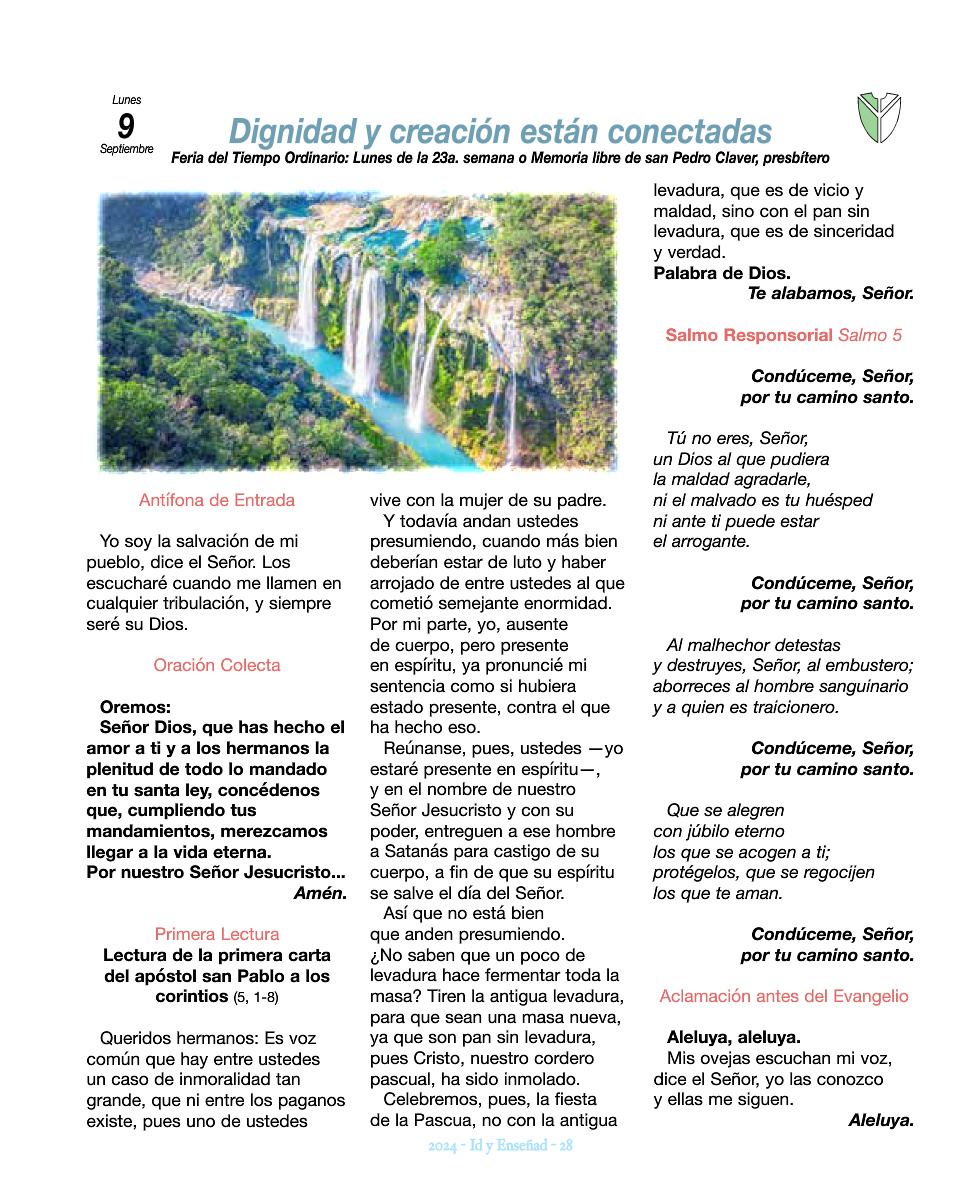 Lunes
9
Septiembre
Dignidad y creación están conectadas
Feria del Tiempo Ordinario: Lunes de la 23a. semana o Memoria libre de san Pedro Claver, presbítero
Antífona de Entrada
Yo soy la salvación de mi
pueblo, dice el Señor. Los
escucharé cuando me llamen en
cualquier tribulación, y siempre
seré su Dios.
Oración Colecta
Oremos:
Señor Dios, que has hecho el
amor a ti y a los hermanos la
plenitud de todo lo mandado
en tu santa ley, concédenos
que, cumpliendo tus
mandamientos, merezcamos
llegar a la vida eterna.
Por nuestro Señor Jesucristo...
Amén.
Primera Lectura
Lectura de la primera carta
del apóstol san Pablo a los
corintios (5, 1-8)
Queridos hermanos: Es voz
común que hay entre ustedes
un caso de inmoralidad tan
grande, que ni entre los paganos
existe, pues uno de ustedes
vive con la mujer de su padre.
Y todavía andan ustedes
presumiendo, cuando más bien
deberían estar de luto y haber
arrojado de entre ustedes al que
cometió semejante enormidad.
Por mi parte, yo, ausente
de cuerpo, pero presente
en espíritu, ya pronuncié mi
sentencia como si hubiera
estado presente, contra el que
ha hecho eso.
Reúnanse, pues, ustedes —yo
estaré presente en espíritu—,
y en el nombre de nuestro
Señor Jesucristo y con su
poder, entreguen a ese hombre
a Satanás para castigo de su
cuerpo, a fin de que su espíritu
se salve el día del Señor.
Así que no está bien
que anden presumiendo.
¿No saben que un poco de
levadura hace fermentar toda la
masa? Tiren la antigua levadura,
para que sean una masa nueva,
ya que son pan sin levadura,
pues Cristo, nuestro cordero
pascual, ha sido inmolado.
Celebremos, pues, la fiesta
de la Pascua, no con la antigua
levadura, que es de vicio y
maldad, sino con el pan sin
levadura, que es de sinceridad
y verdad.
Palabra de Dios.
Te alabamos, Señor.
Salmo Responsorial Salmo 5
Condúceme, Señor,
por tu camino santo.
Tú no eres, Señor,
un Dios al que pudiera
la maldad agradarle,
ni el malvado es tu huésped
ni ante ti puede estar
el arrogante.
Condúceme, Señor,
por tu camino santo.
Al malhechor detestas
y destruyes, Señor, al embustero;
aborreces al hombre sanguinario
y a quien es traicionero.
Condúceme, Señor,
por tu camino santo.
Que se alegren
con júbilo eterno
los que se acogen a ti;
protégelos, que se regocijen
los que te aman.
Condúceme, Señor,
por tu camino santo.
Aclamación antes del Evangelio
Aleluya, aleluya.
Mis ovejas escuchan mi voz,
dice el Señor, yo las conozco
y ellas me siguen.
Aleluya.
2024 - Id y Enseñad - 28